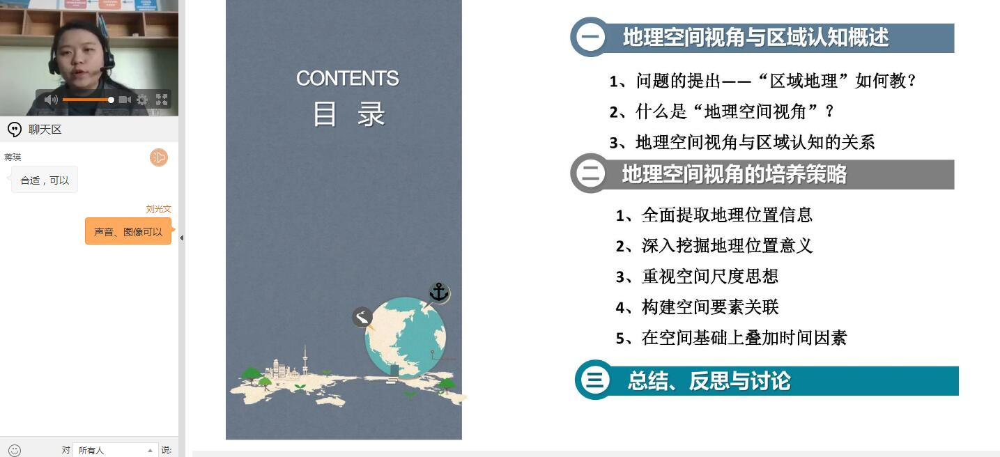 聊天区
蒋瑛
合适，可以
刘光文
声音、图像可以
对 所有人 说:
CONTENTS
目 录
一 地理空间视角与区域认知概述
1、问题的提出——“区域地理”如何教？
2、什么是“地理空间视角”？
3、地理空间视角与区域认知的关系
二 地理空间视角的培养策略
1、全面提取地理位置信息
2、深入挖掘地理位置意义
3、重视空间尺度思想
4、构建空间要素关联
5、在空间基础上叠加时间因素
三 总结、反思与讨论